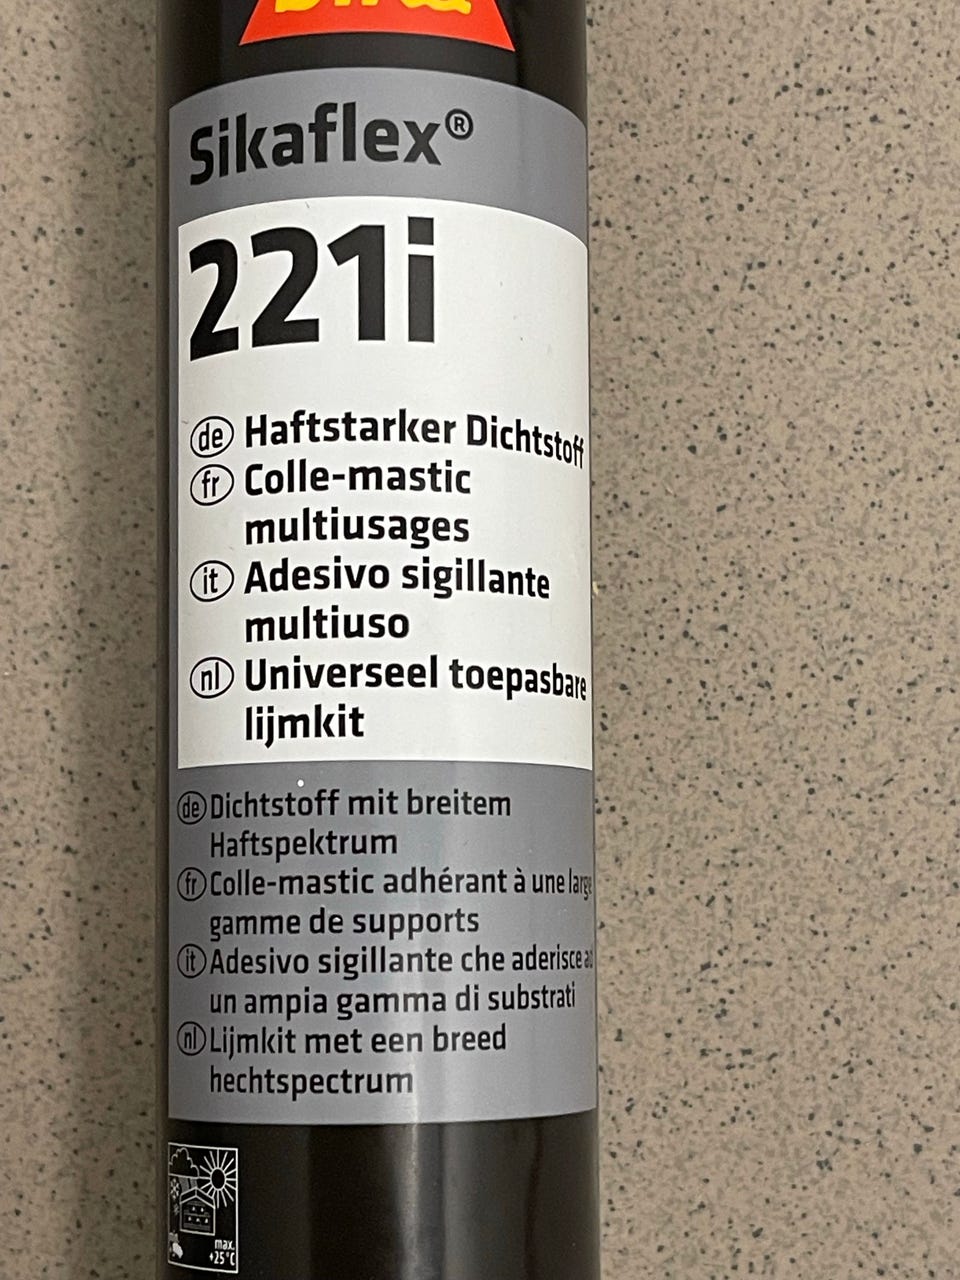 Sika
Sikaflex®
221i
de Haftstarker Dichtstoff
fr Colle-mastic
multiusages
it Adesivo sigillante
multiuso
nl Universeel toepasbare
lijmkit
de Dichtstoff mit breitem
Haftspektrum
fr Colle-mastic adhérant à une large
gamme de supports
it Adesivo sigillante che aderisce ad
un ampia gamma di substrati
nl Lijmkit met een breed
hechtspectrum
max.
+25°C